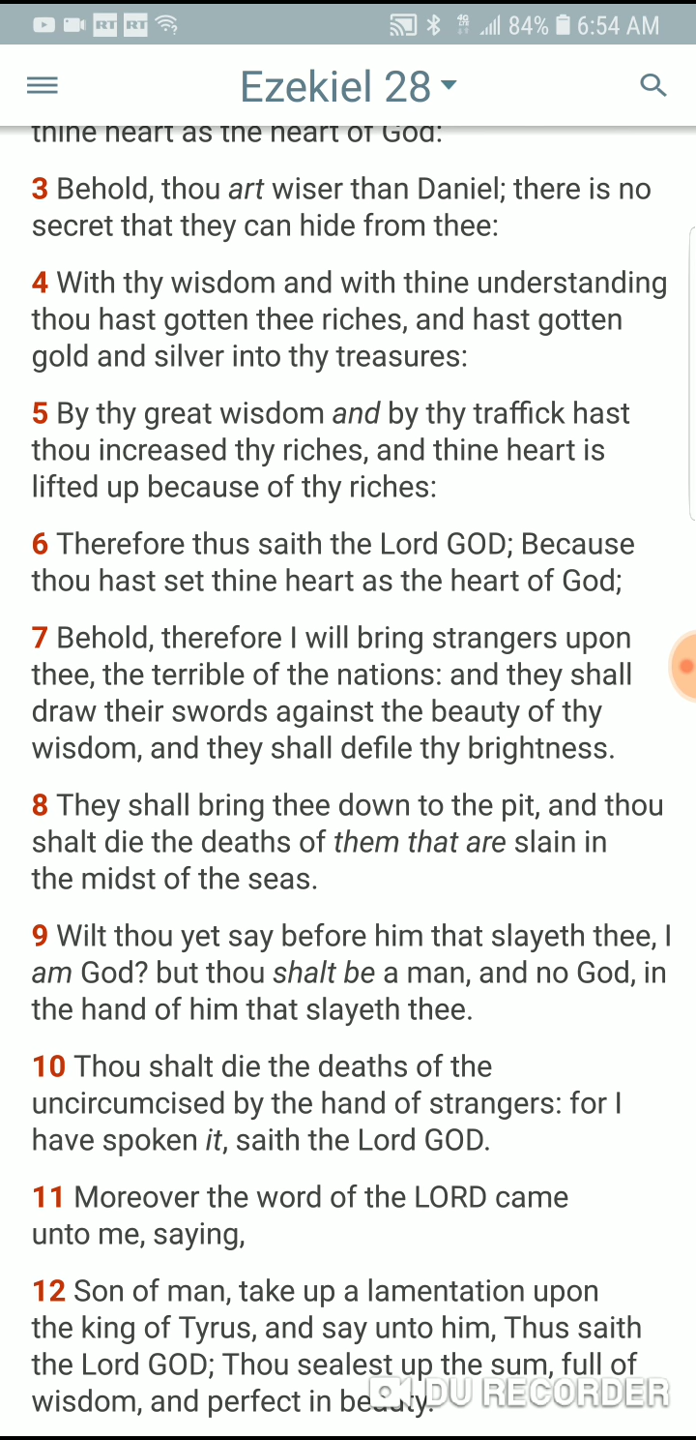 RT RT 4G 84% 6:54 AM
Ezekiel 28
thine heart as the heart of God:
3 Behold, thou art wiser than Daniel; there is no
secret that they can hide from thee:
4 With thy wisdom and with thine understanding
thou hast gotten thee riches, and hast gotten
gold and silver into thy treasures:
5 By thy great wisdom and by thy traffick hast
thou increased thy riches, and thine heart is
lifted up because of thy riches:
6 Therefore thus saith the Lord GOD; Because
thou hast set thine heart as the heart of God;
7 Behold, therefore I will bring strangers upon
thee, the terrible of the nations: and they shall
draw their swords against the beauty of thy
wisdom, and they shall defile thy brightness.
8 They shall bring thee down to the pit, and thou
shalt die the deaths of them that are slain in
the midst of the seas.
9 Wilt thou yet say before him that slayeth thee, I
am God? but thou shalt be a man, and no God, in
the hand of him that slayeth thee.
10 Thou shalt die the deaths of the
uncircumcised by the hand of strangers: for I
have spoken it, saith the Lord GOD.
11 Moreover the word of the LORD came
unto me, saying,
12 Son of man, take up a lamentation upon
the king of Tyrus, and say unto him, Thus saith
the Lord GOD; Thou sealest up the sum, full of
wisdom, and perfect in beauty.
DU RECORDER